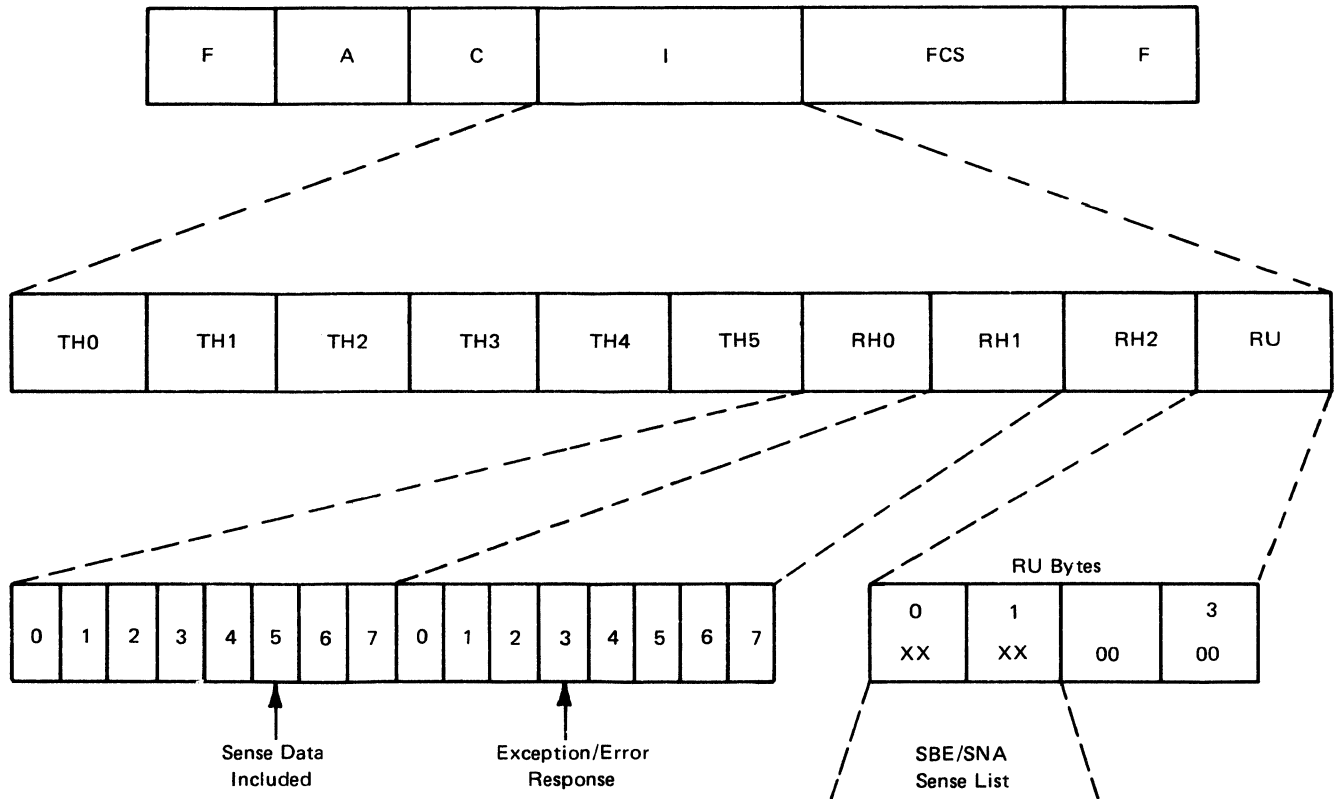 F A C I FCS F
TH0 TH1 TH2 TH3 TH4 TH5 RH0 RH1 RH2 RU
RU Bytes
0 1 3
0 1 2 3 4 5 6 7 0 1 2 3 4 5 6 7
XX XX 00 00
Sense Data
Included
Exception/Error
Response
SBE/SNA
Sense List